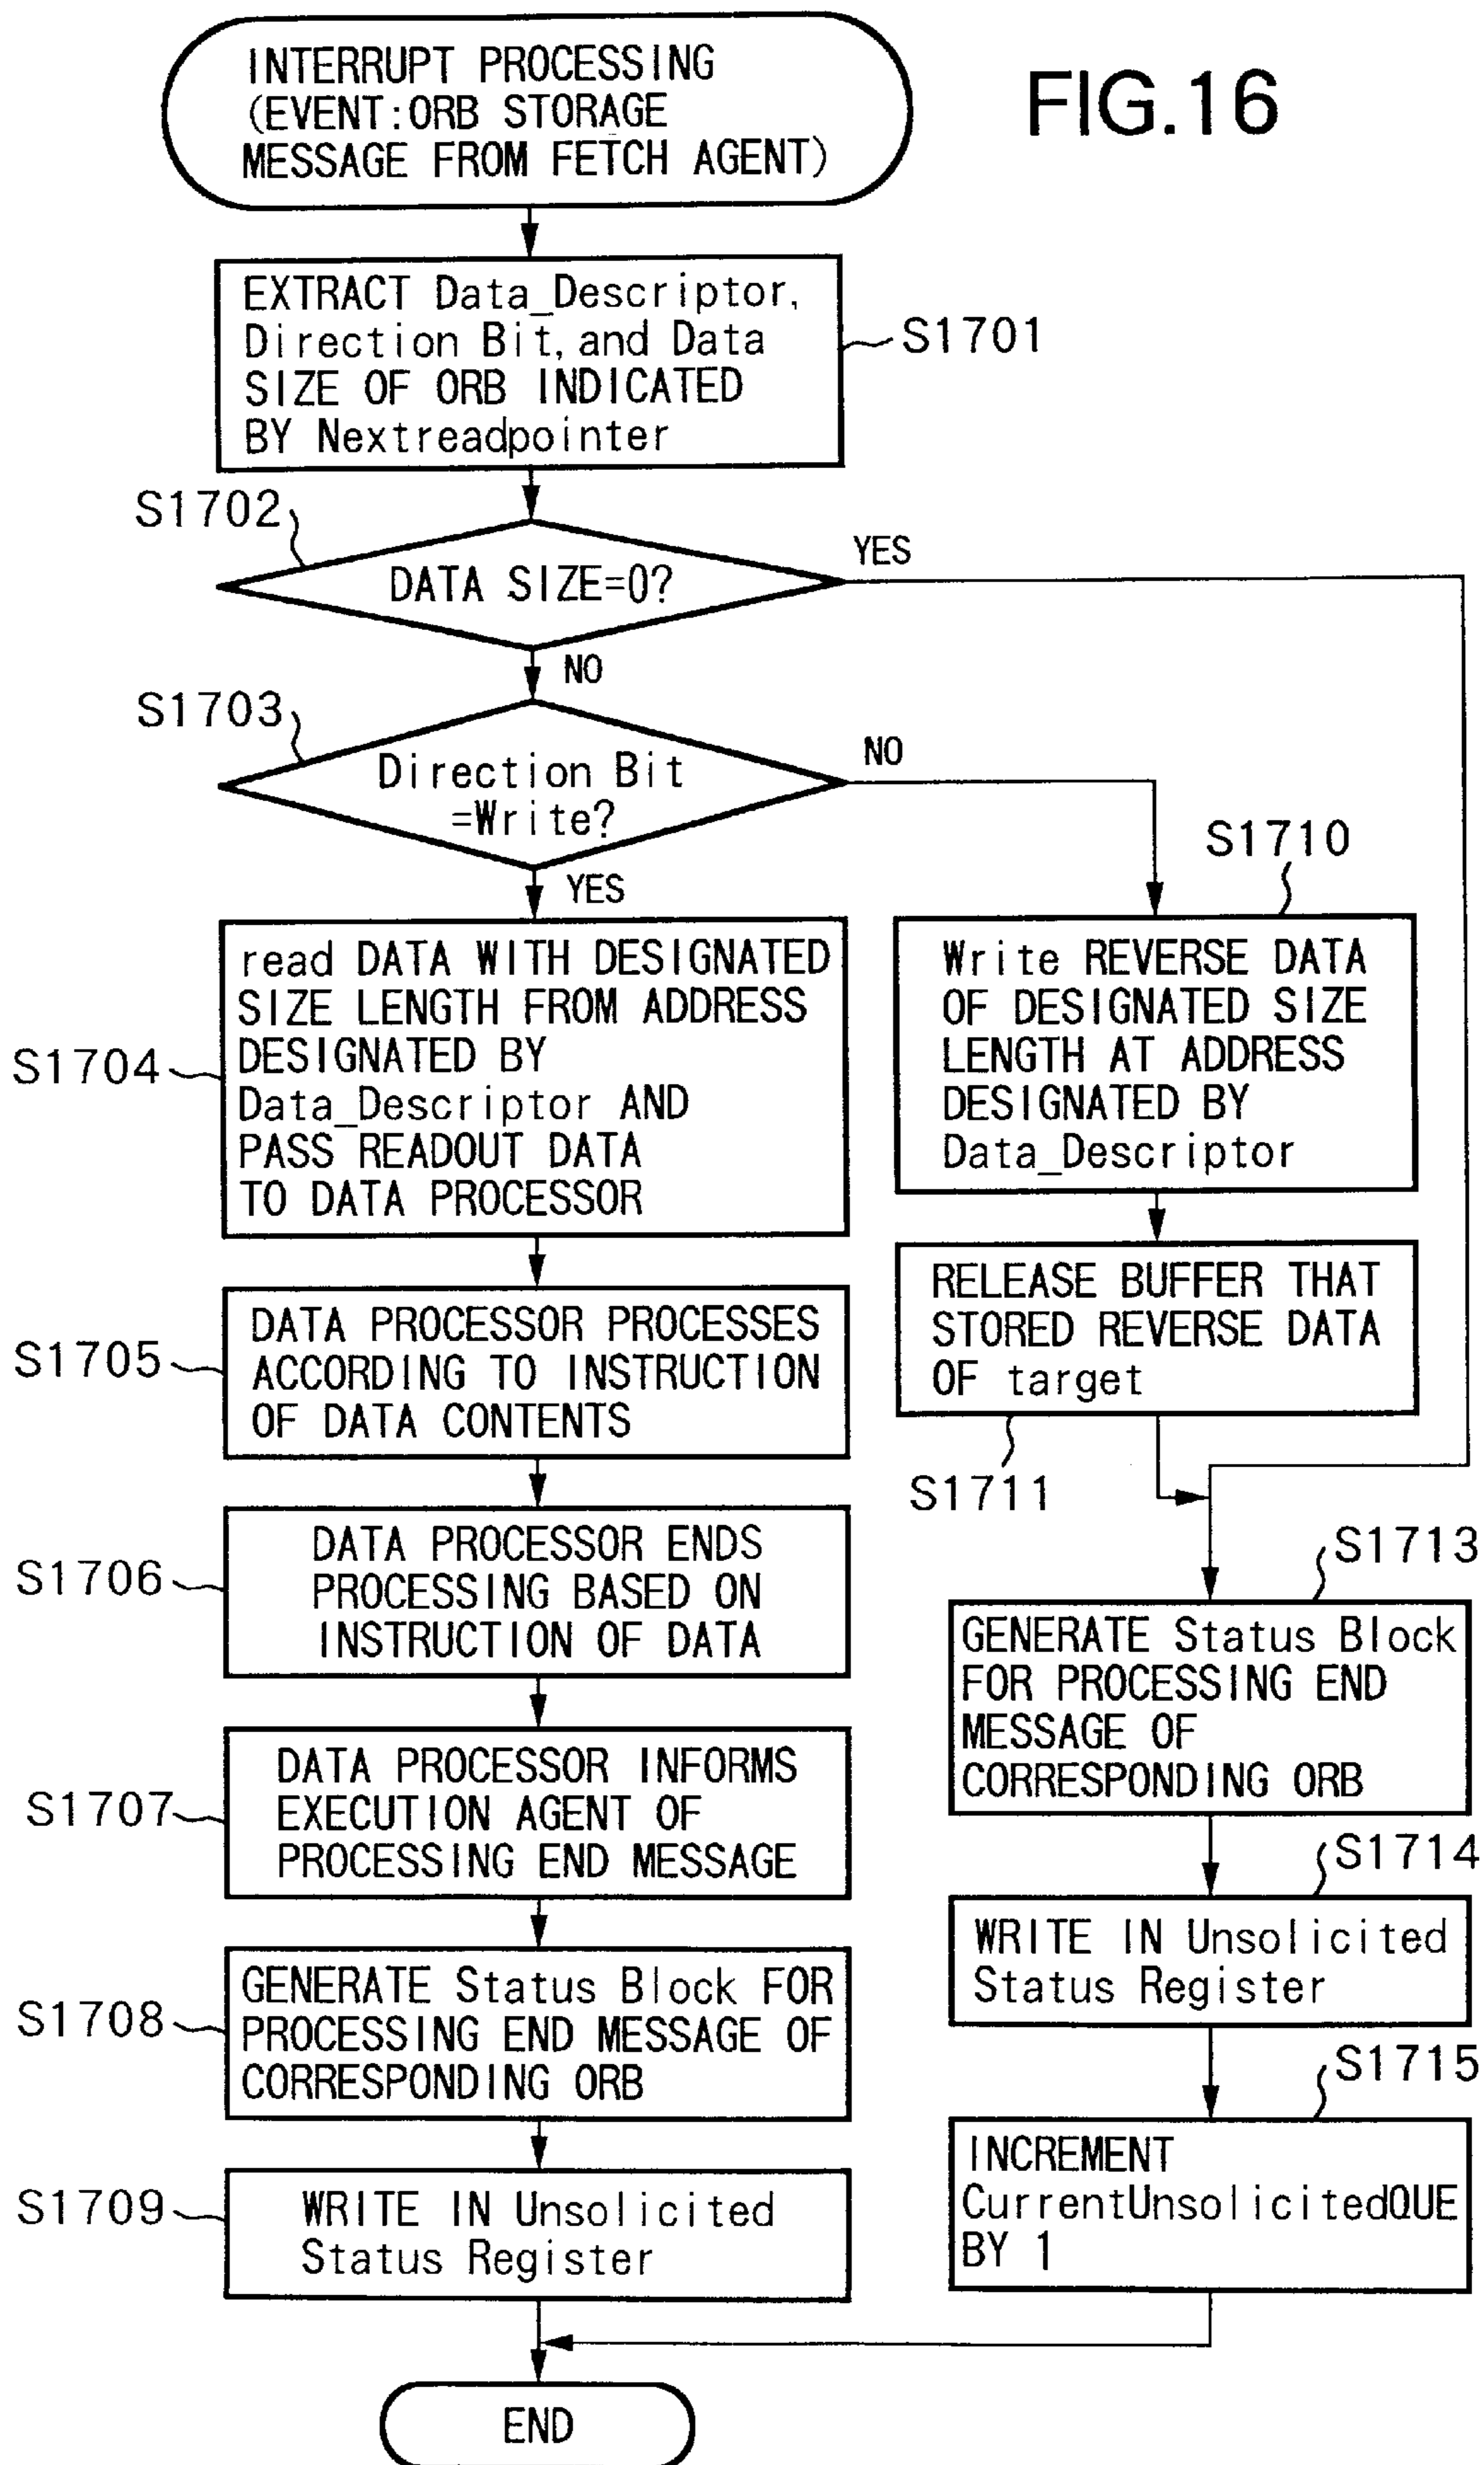 FIG.16
INTERRUPT PROCESSING
(EVENT:ORB STORAGE
MESSAGE FROM FETCH AGENT)
EXTRACT Data_Descriptor,
Direction Bit, and Data
SIZE OF ORB INDICATED
BY Nextreadpointer
S1701
S1702
DATA SIZE=0?
YES
NO
S1703
Direction Bit
=Write?
NO
YES
S1704
read DATA WITH DESIGNATED
SIZE LENGTH FROM ADDRESS
DESIGNATED BY
Data_Descriptor AND
PASS READOUT DATA
TO DATA PROCESSOR
S1705
DATA PROCESSOR PROCESSES
ACCORDING TO INSTRUCTION
OF DATA CONTENTS
S1706
DATA PROCESSOR ENDS
PROCESSING BASED ON
INSTRUCTION OF DATA
S1707
DATA PROCESSOR INFORMS
EXECUTION AGENT OF
PROCESSING END MESSAGE
S1708
GENERATE Status Block FOR
PROCESSING END MESSAGE OF
CORRESPONDING ORB
S1709
WRITE IN Unsolicited
Status Register
S1710
Write REVERSE DATA
OF DESIGNATED SIZE
LENGTH AT ADDRESS
DESIGNATED BY
Data_Descriptor
RELEASE BUFFER THAT
STORED REVERSE DATA
OF target
S1711
S1713
GENERATE Status Block
FOR PROCESSING END
MESSAGE OF
CORRESPONDING ORB
S1714
WRITE IN Unsolicited
Status Register
S1715
INCREMENT
CurrentUnsolicitedQUE
BY 1
END